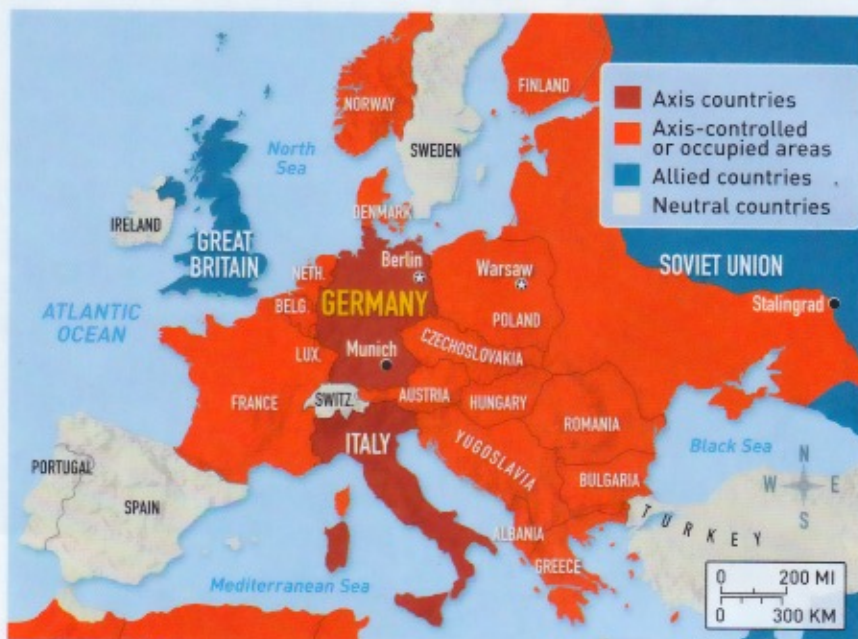 NORWAY
FINLAND
SWEDEN
North
Sea
Axis countries
Axis-controlled
or occupied areas
Allied countries
Neutral countries
IRELAND
GREAT
BRITAIN
DENMARK
NETH.
Berlin
Warsaw
SOVIET UNION
ATLANTIC
OCEAN
BELG.
GERMANY
POLAND
Stalingrad
LUX.
Munich
CZECHOSLOVAKIA
FRANCE
SWITZ.
AUSTRIA
HUNGARY
ROMANIA
ITALY
YUGOSLAVIA
Black Sea
PORTUGAL
SPAIN
BULGARIA
N
W E
S
ALBANIA
TURKEY
GREECE
Mediterranean Sea
0 200 MI
0 300 KM